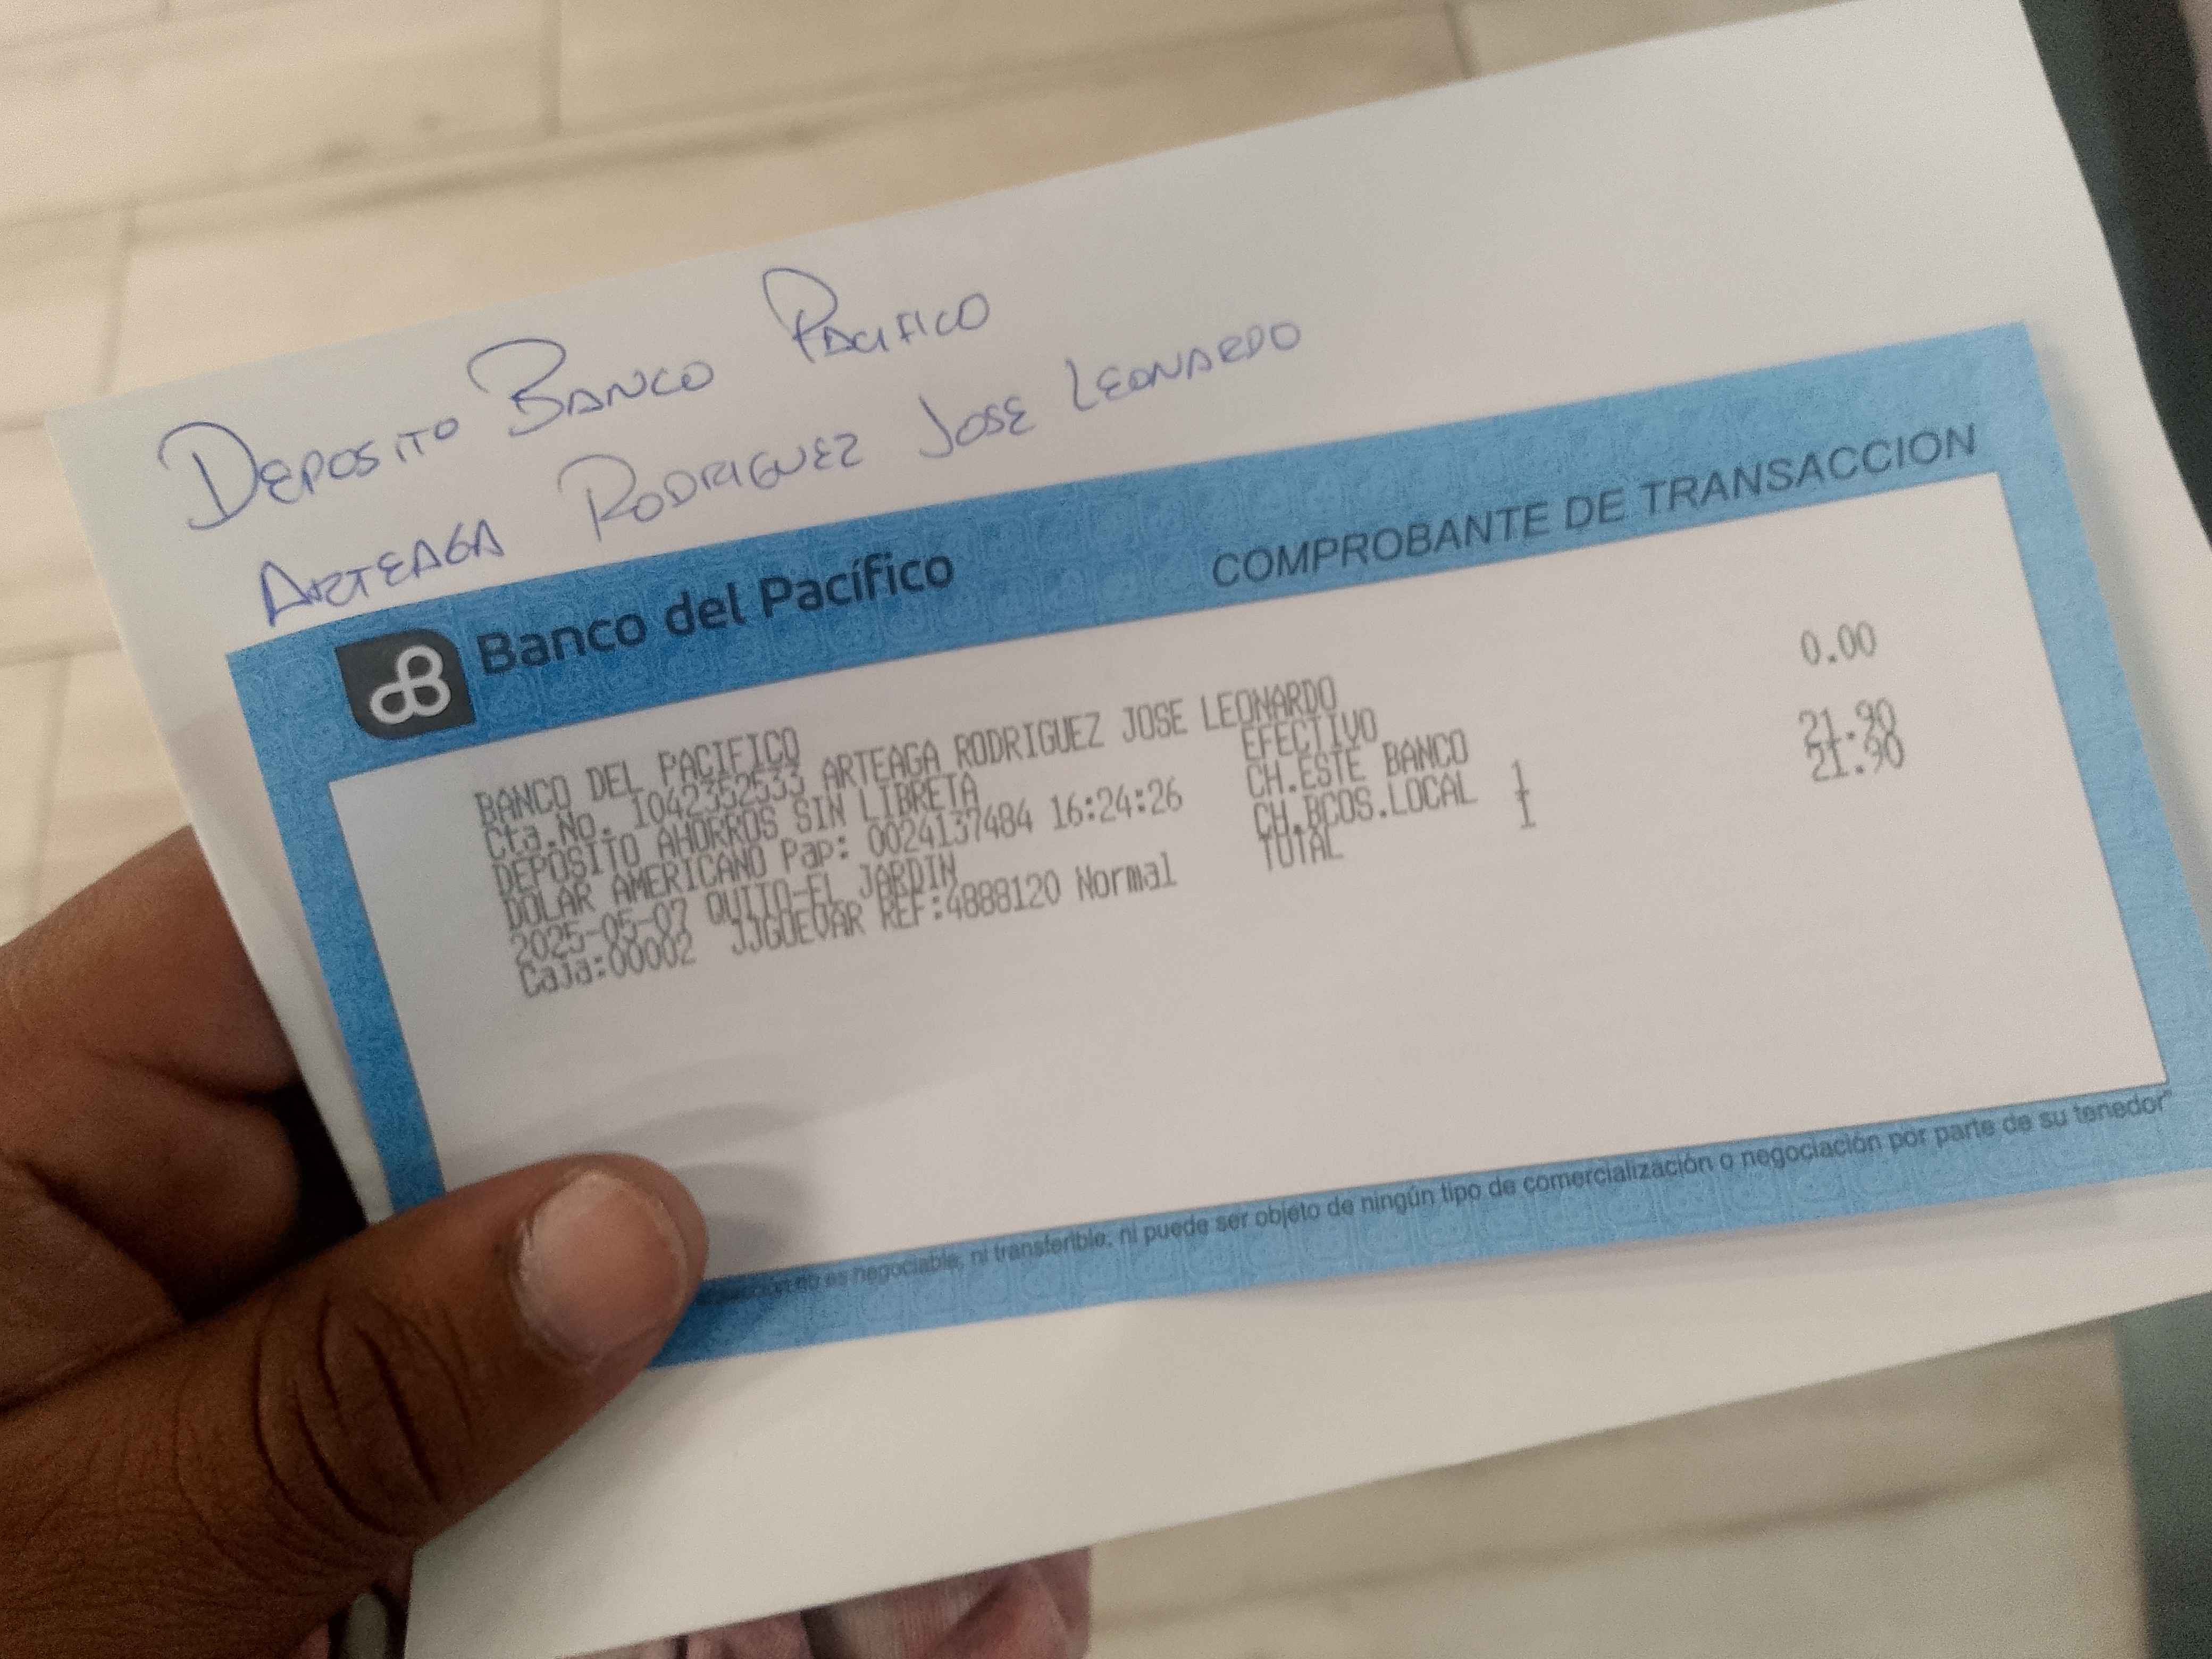 DEPOSITO BANCO PACIFICO
ARTEAGA RODRIGUEZ JOSE LEONARDO
Banco del Pacífico
COMPROBANTE DE TRANSACCION
BANCO DEL PACIFICO
Cta.No. 1042352533 ARTEAGA RODRIGUEZ JOSE LEONARDO
DEPOSITO AHORROS SIN LIBRETA EFECTIVO 0.00
DOLAR AMERICANO Pap: 0024137484 16:24:26 CH.ESTE BANCO
2025-05-07 QUITO-EL JARDIN CH.BCOS.LOCAL 1 21.90
Caja:00002 JJGUEVAR REF:4888120 Normal TOTAL 1 21.90
no es negociable, ni transferible, ni puede ser objeto de ningún tipo de comercialización o negociación por parte de su tenedor"